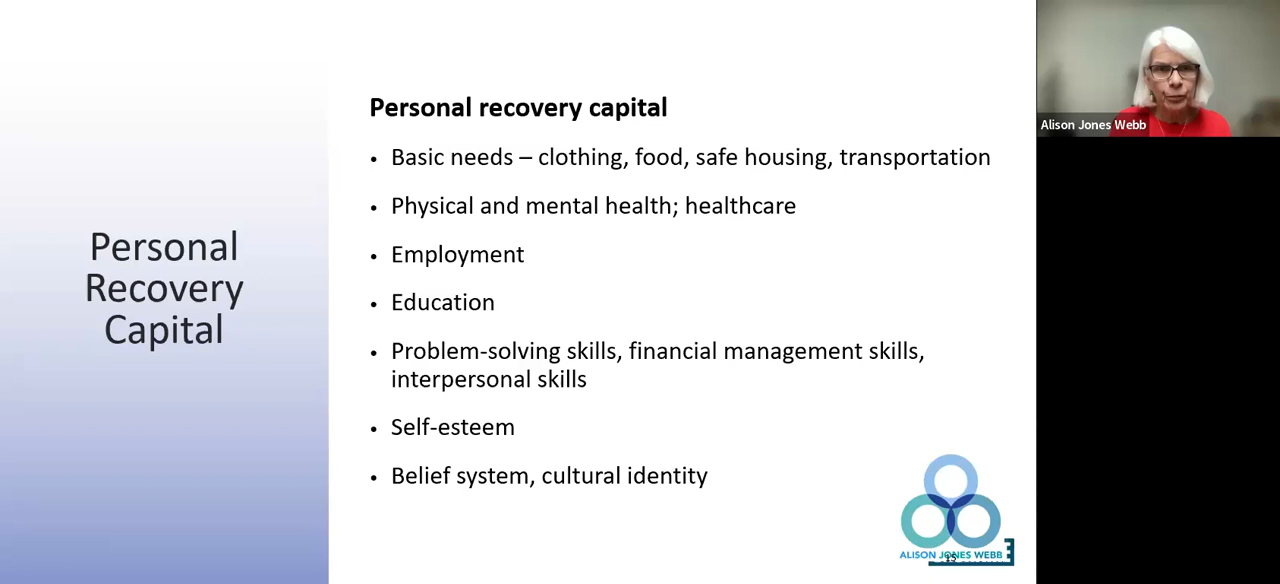 Personal
Recovery
Capital
Personal recovery capital
• Basic needs – clothing, food, safe housing, transportation
• Physical and mental health; healthcare
• Employment
• Education
• Problem-solving skills, financial management skills,
interpersonal skills
• Self-esteem
• Belief system, cultural identity
ALISON JONES WEBB
Alison Jones Webb